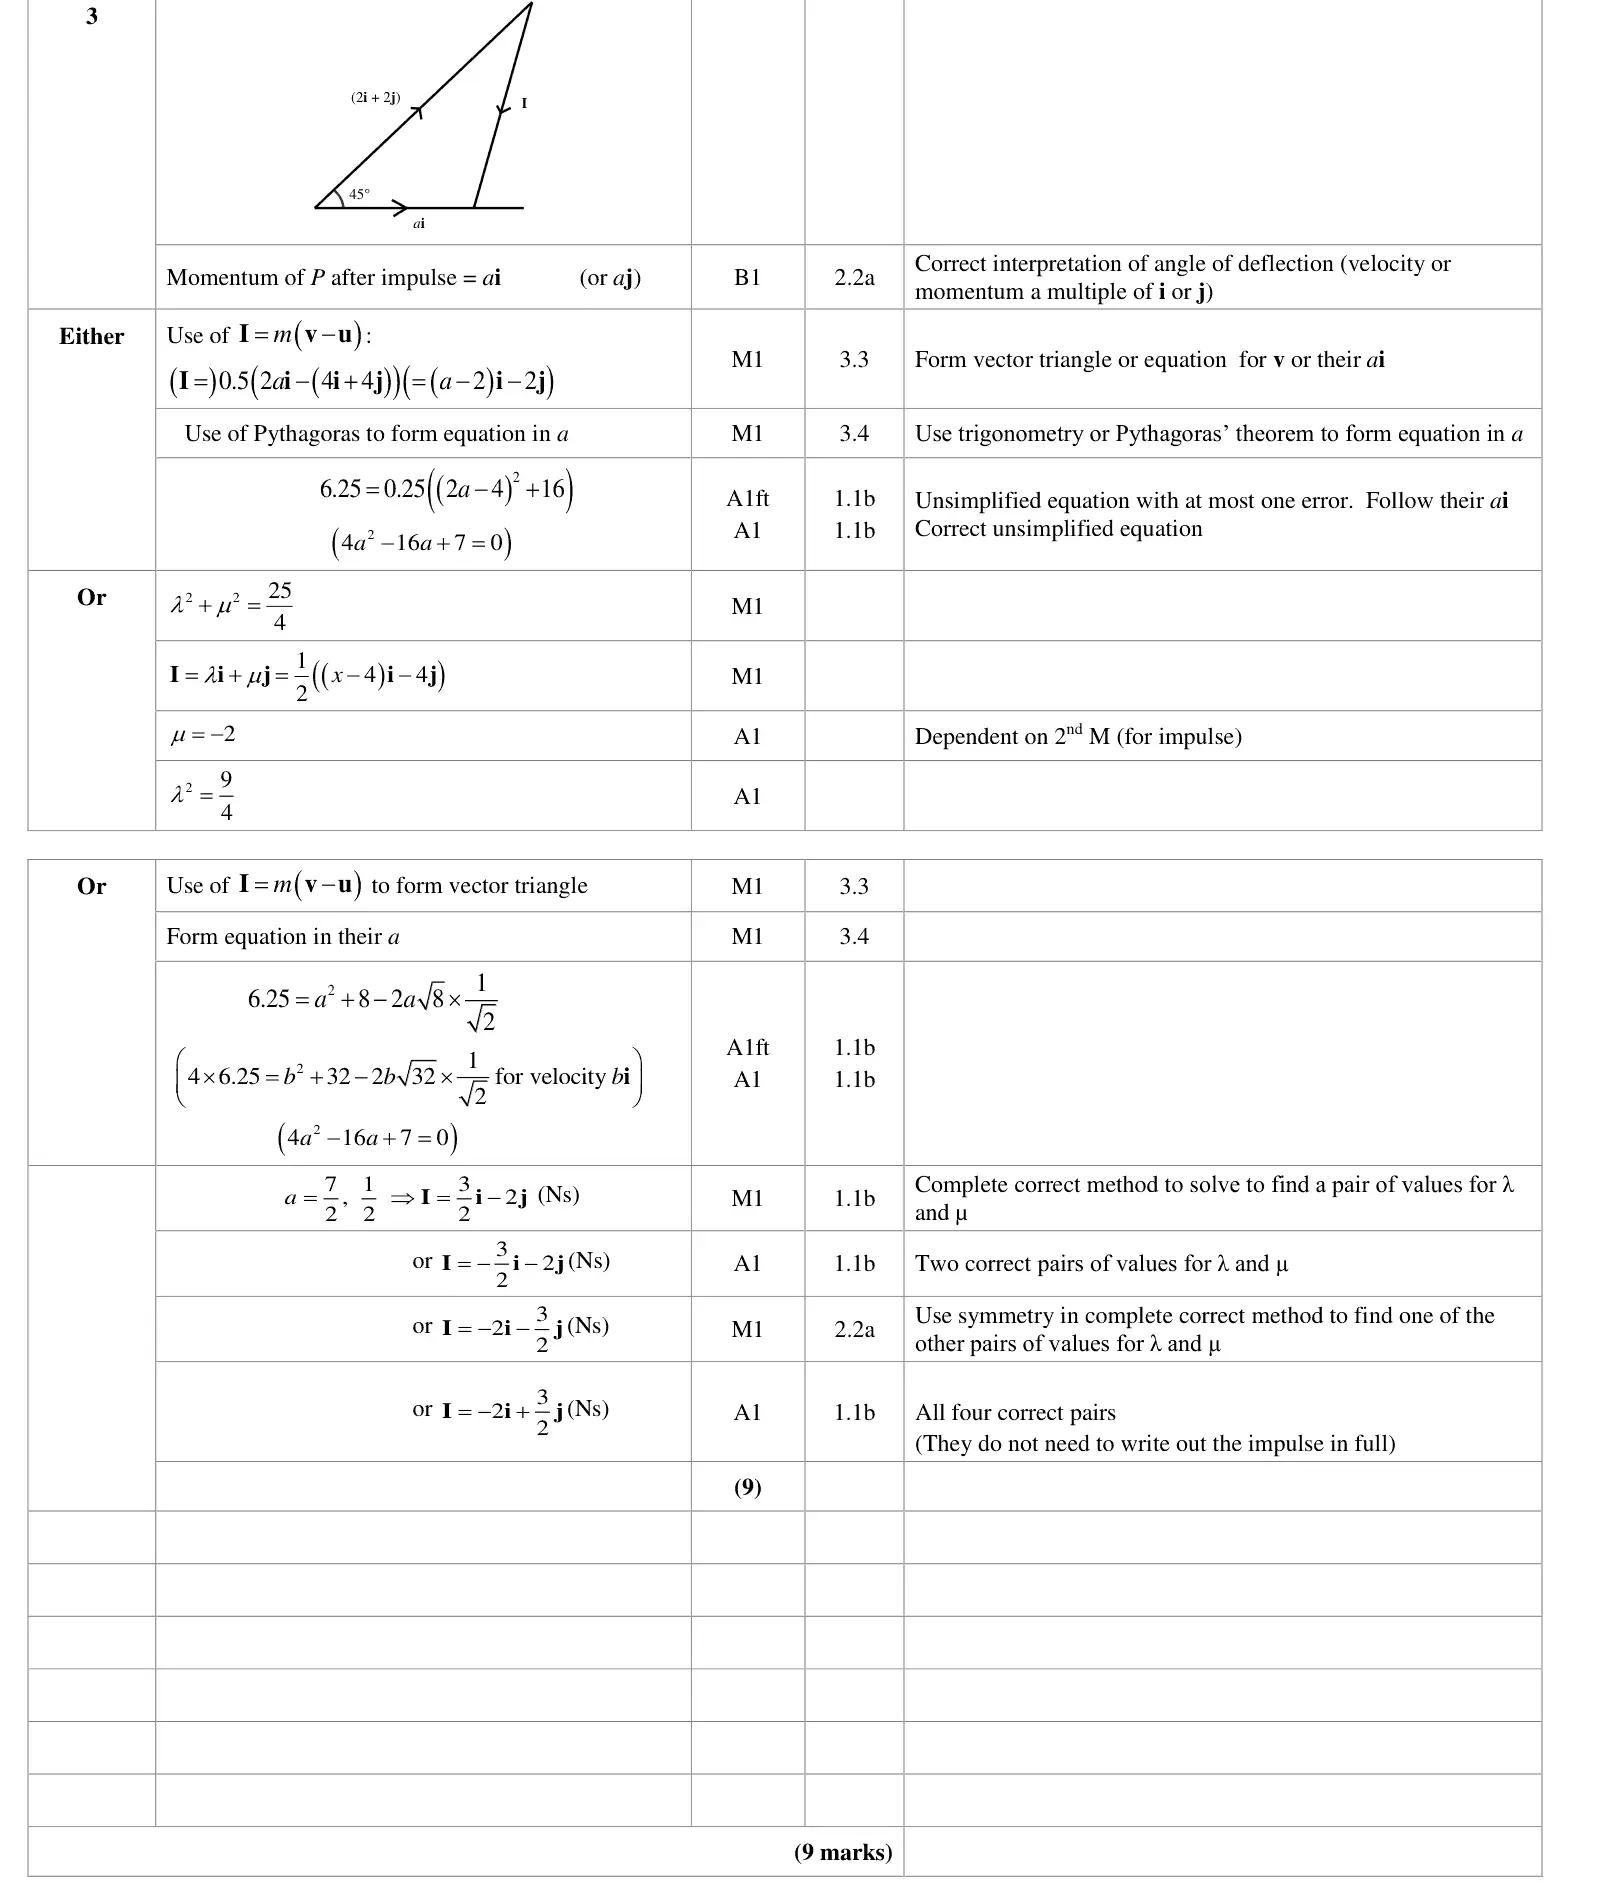 3
(2i + 2j)
I
45°
ai
Momentum of P after impulse = ai (or aj) B1 2.2a Correct interpretation of angle of deflection (velocity or
momentum a multiple of i or j)
Either Use of I = m(v − u) :
(I =)0.5(2ai − (4i + 4j))(= (a − 2)i − 2j) M1 3.3 Form vector triangle or equation for v or their ai
Use of Pythagoras to form equation in a M1 3.4 Use trigonometry or Pythagoras’ theorem to form equation in a
6.25 = 0.25((2a − 4)² + 16) A1ft 1.1b Unsimplified equation with at most one error. Follow their ai
(4a² − 16a + 7 = 0) A1 1.1b Correct unsimplified equation
Or λ² + μ² = 25/4 M1
I = λi + μj = 1/2((x − 4)i − 4j) M1
μ = −2 A1 Dependent on 2nd M (for impulse)
λ² = 9/4 A1
Or Use of I = m(v − u) to form vector triangle M1 3.3
Form equation in their a M1 3.4
6.25 = a² + 8 − 2a√8 × 1/√2
A1ft 1.1b
(4 × 6.25 = b² + 32 − 2b√32 × 1/√2 for velocity bi) A1 1.1b
(4a² − 16a + 7 = 0)
a = 7/2, 1/2 ⇒ I = 3/2 i − 2j (Ns) M1 1.1b Complete correct method to solve to find a pair of values for λ
and μ
or I = −3/2 i − 2j (Ns) A1 1.1b Two correct pairs of values for λ and μ
or I = −2i − 3/2 j (Ns) M1 2.2a Use symmetry in complete correct method to find one of the
other pairs of values for λ and μ
or I = −2i + 3/2 j (Ns) A1 1.1b All four correct pairs
(They do not need to write out the impulse in full)
(9)
(9 marks)